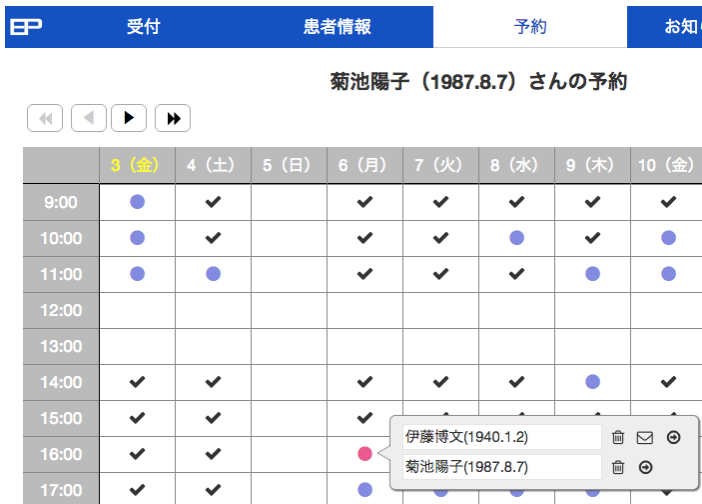 EP 受付 患者情報 予約 お知
菊池陽子（1987.8.7）さんの予約
3（金） 4（土） 5（日） 6（月） 7（火） 8（水） 9（木） 10（金）
9:00
10:00
11:00
12:00
13:00
14:00
15:00
伊藤博文(1940.1.2)
16:00
菊池陽子(1987.8.7)
17:00